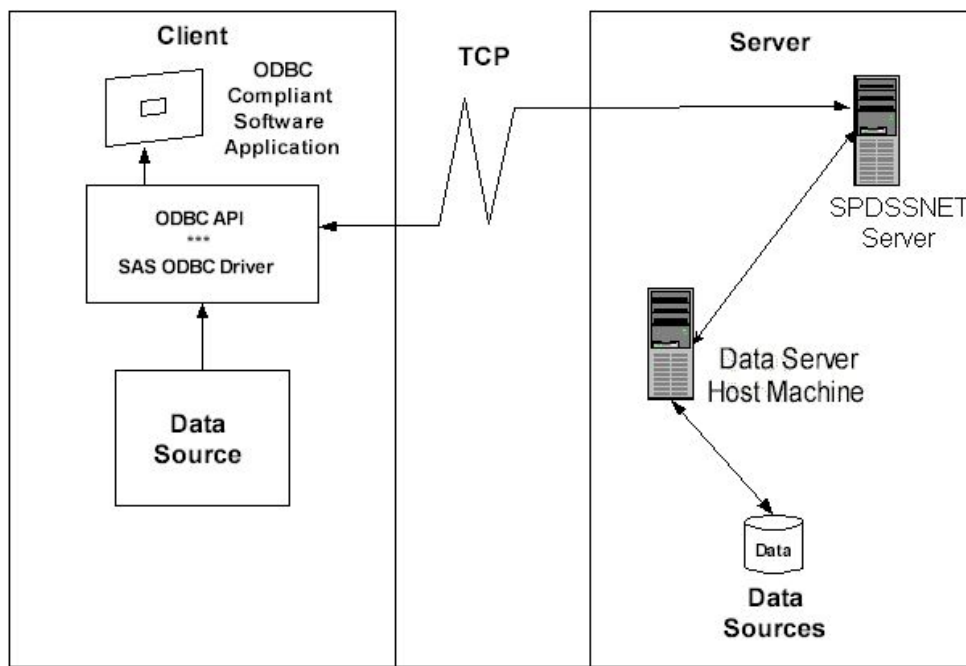 Client
ODBC
Compliant
Software
Application
ODBC API
***
SAS ODBC Driver
Data
Source
TCP
Server
SPDSSNET
Server
Data Server
Host Machine
Data
Data
Sources